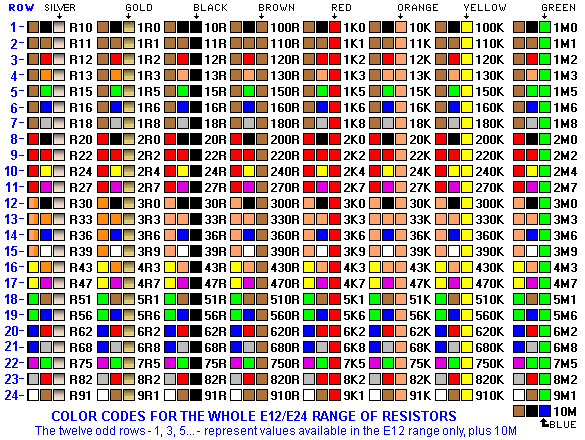 ROW SILVER GOLD BLACK BROWN RED ORANGE YELLOW GREEN
1- R10 1R0 10R 100R 1K0 10K 100K 1M0
2- R11 1R1 11R 110R 1K1 11K 110K 1M1
3- R12 1R2 12R 120R 1K2 12K 120K 1M2
4- R13 1R3 13R 130R 1K3 13K 130K 1M3
5- R15 1R5 15R 150R 1K5 15K 150K 1M5
6- R16 1R6 16R 160R 1K6 16K 160K 1M6
7- R18 1R8 18R 180R 1K8 18K 180K 1M8
8- R20 2R0 20R 200R 2K0 20K 200K 2M0
9- R22 2R2 22R 220R 2K2 22K 220K 2M2
10- R24 2R4 24R 240R 2K4 24K 240K 2M4
11- R27 2R7 27R 270R 2K7 27K 270K 2M7
12- R30 3R0 30R 300R 3K0 30K 300K 3M0
13- R33 3R3 33R 330R 3K3 33K 330K 3M3
14- R36 3R6 36R 360R 3K6 36K 360K 3M6
15- R39 3R9 39R 390R 3K9 39K 390K 3M9
16- R43 4R3 43R 430R 4K3 43K 430K 4M3
17- R47 4R7 47R 470R 4K7 47K 470K 4M7
18- R51 5R1 51R 510R 5K1 51K 510K 5M1
19- R56 5R6 56R 560R 5K6 56K 560K 5M6
20- R62 6R2 62R 620R 6K2 62K 620K 6M2
21- R68 6R8 68R 680R 6K8 68K 680K 6M8
22- R75 7R5 75R 750R 7K5 75K 750K 7M5
23- R82 8R2 82R 820R 8K2 82K 820K 8M2
24- R91 9R1 91R 910R 9K1 91K 910K 9M1
COLOR CODES FOR THE WHOLE E12/E24 RANGE OF RESISTORS 10M
The twelve odd rows - 1, 3, 5...- represent values available in the E12 range only, plus 10M BLUE